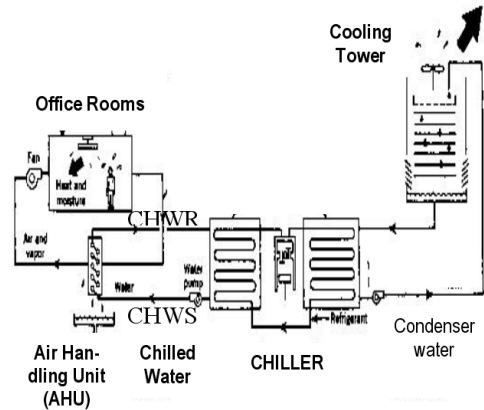 Cooling
Tower
Office Rooms
Fan
Heat and
moisture
CHWR
Air and
vapor
Water
pump
Water
CHWS
Refrigerant
Air Han-
dling Unit
(AHU)
Chilled
Water
CHILLER
Condenser
water